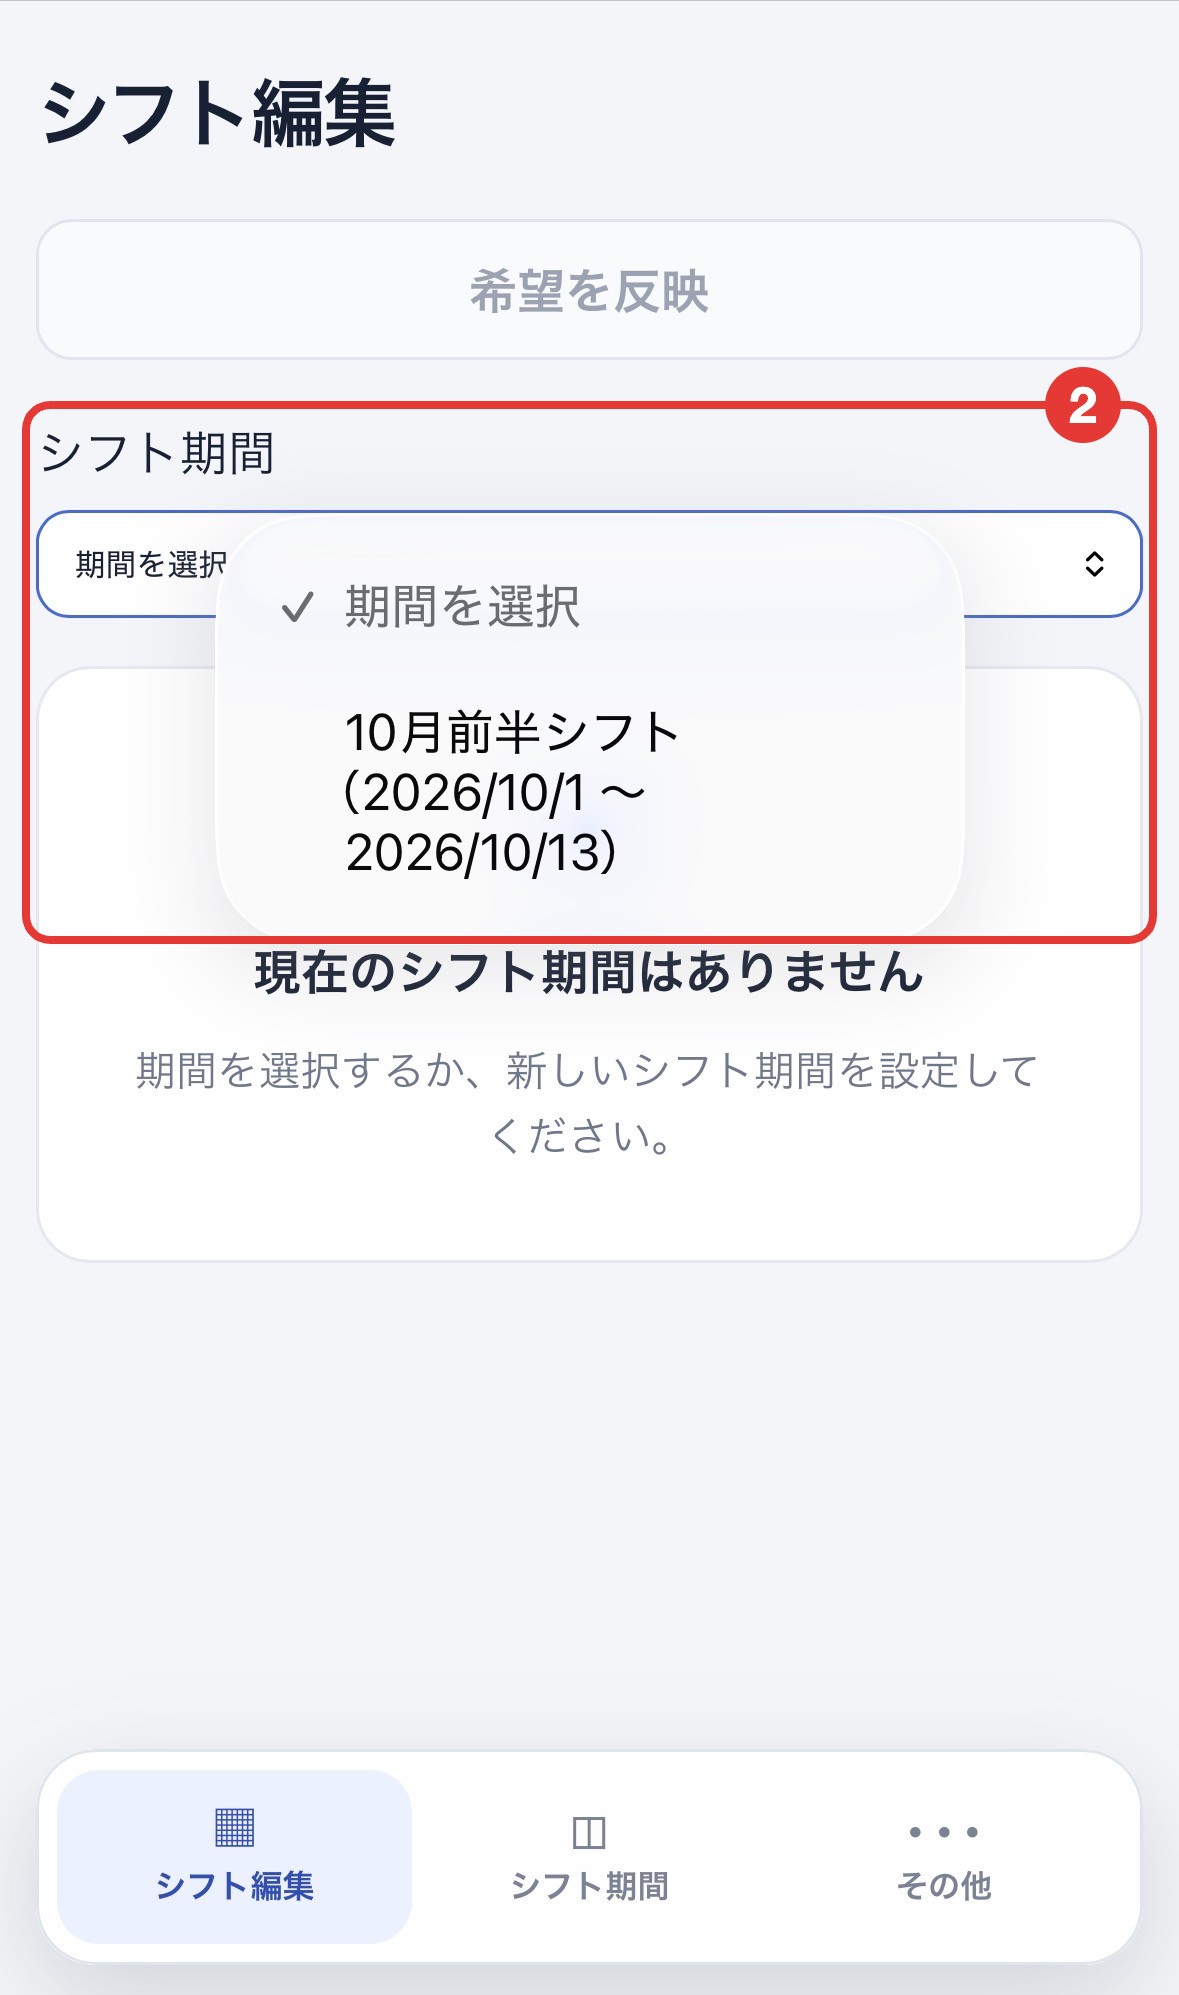 シフト編集
希望を反映
2
シフト期間
期間を選択
✓ 期間を選択
10月前半シフト
（2026/10/1 〜
2026/10/13）
現在のシフト期間はありません
期間を選択するか、新しいシフト期間を設定して
ください。
シフト編集
シフト期間
その他